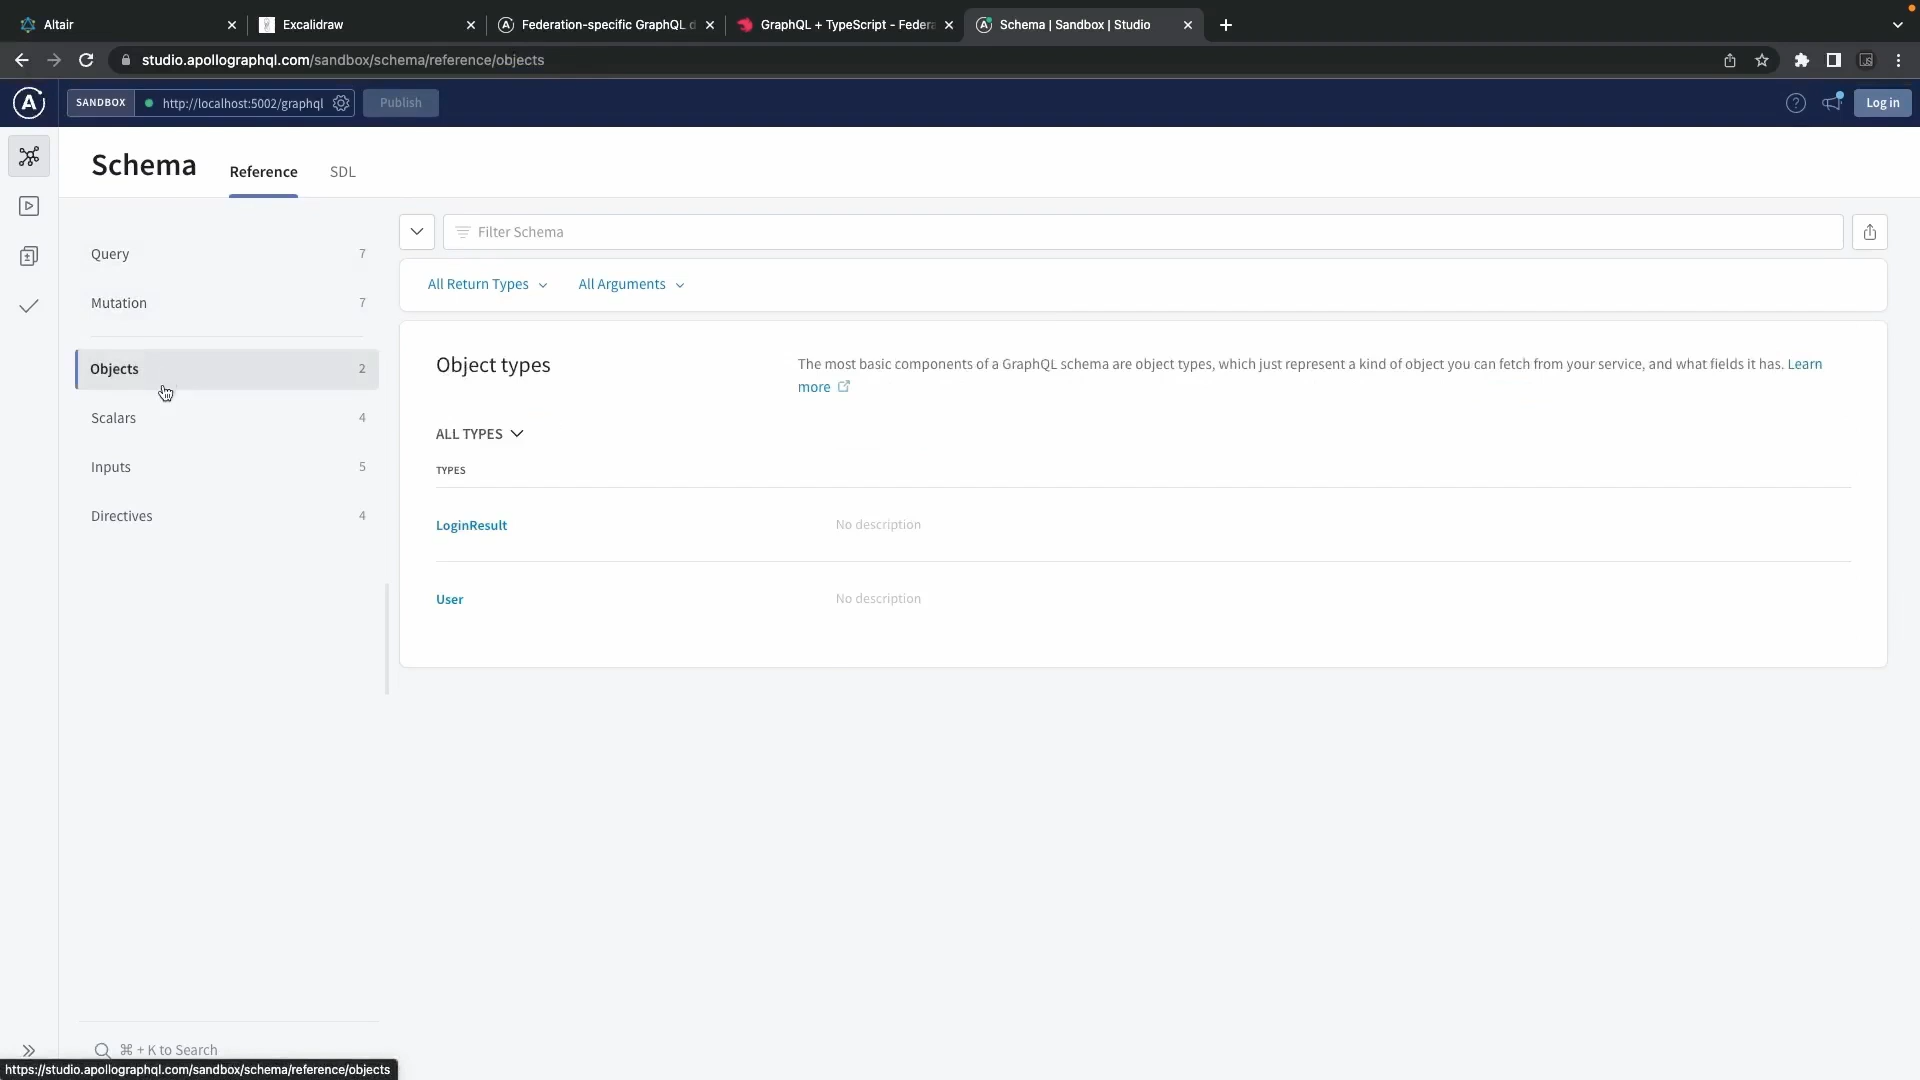 Altair
Excalidraw
Federation-specific GraphQL d
GraphQL + TypeScript - Federa
Schema | Sandbox | Studio
studio.apollographql.com/sandbox/schema/reference/objects
SANDBOX
http://localhost:5002/graphql
Publish
Log in
Schema
Reference
SDL
Query 7
Mutation 7
Objects 2
Scalars 4
Inputs 5
Directives 4
Filter Schema
All Return Types
All Arguments
Object types
The most basic components of a GraphQL schema are object types, which just represent a kind of object you can fetch from your service, and what fields it has. Learn
more
ALL TYPES
TYPES
LoginResult No description
User No description
⌘ + K to Search
https://studio.apollographql.com/sandbox/schema/reference/objects